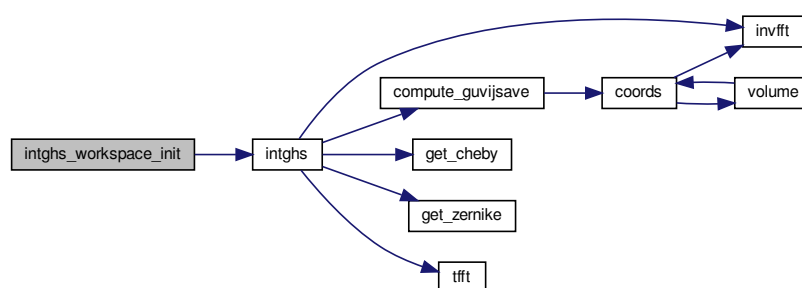 intghs_workspace_init
intghs
invfft
compute_guvijsave
coords
volume
get_cheby
get_zernike
tfft